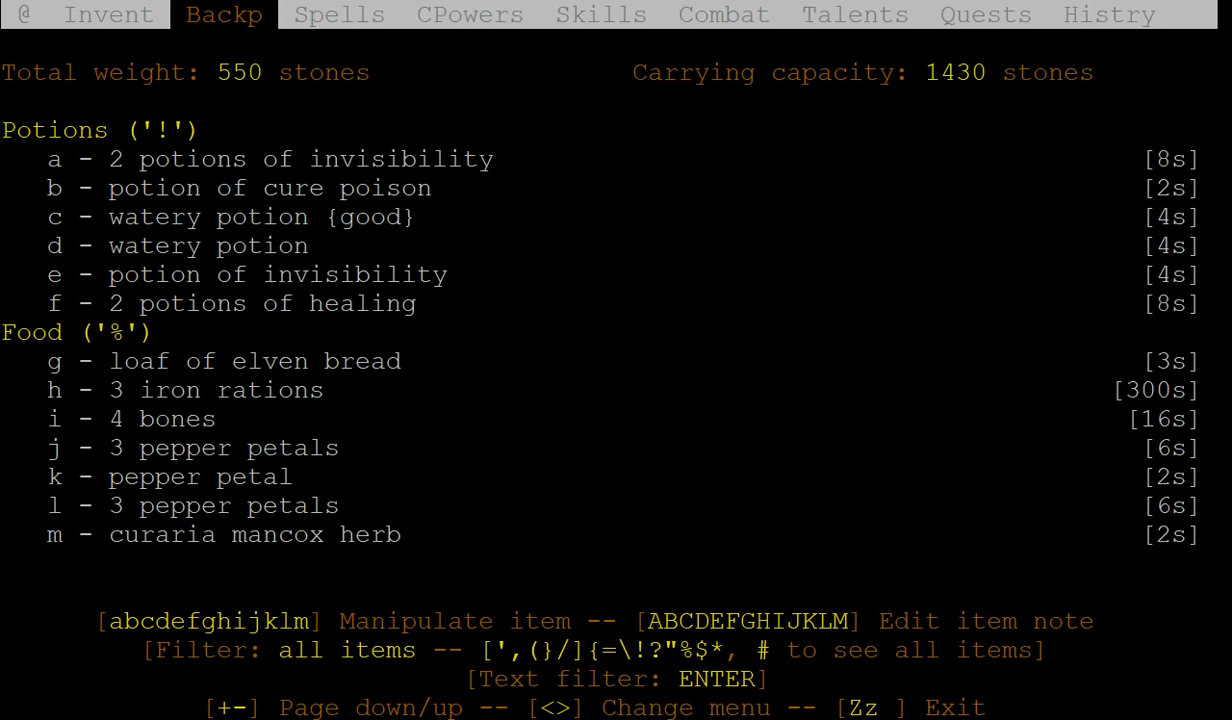 @ Invent Backp Spells CPowers Skills Combat Talents Quests Histry
Total weight: 550 stones Carrying capacity: 1430 stones
Potions ('!')
a - 2 potions of invisibility [8s]
b - potion of cure poison [2s]
c - watery potion {good} [4s]
d - watery potion [4s]
e - potion of invisibility [4s]
f - 2 potions of healing [8s]
Food ('%')
g - loaf of elven bread [3s]
h - 3 iron rations [300s]
i - 4 bones [16s]
j - 3 pepper petals [6s]
k - pepper petal [2s]
l - 3 pepper petals [6s]
m - curaria mancox herb [2s]
[abcdefghijklm] Manipulate item -- [ABCDEFGHIJKLM] Edit item note
[Filter: all items -- [',(}/]{=\!?"%$*, # to see all items]
[Text filter: ENTER]
[+-] Page down/up -- [<>] Change menu -- [Zz ] Exit